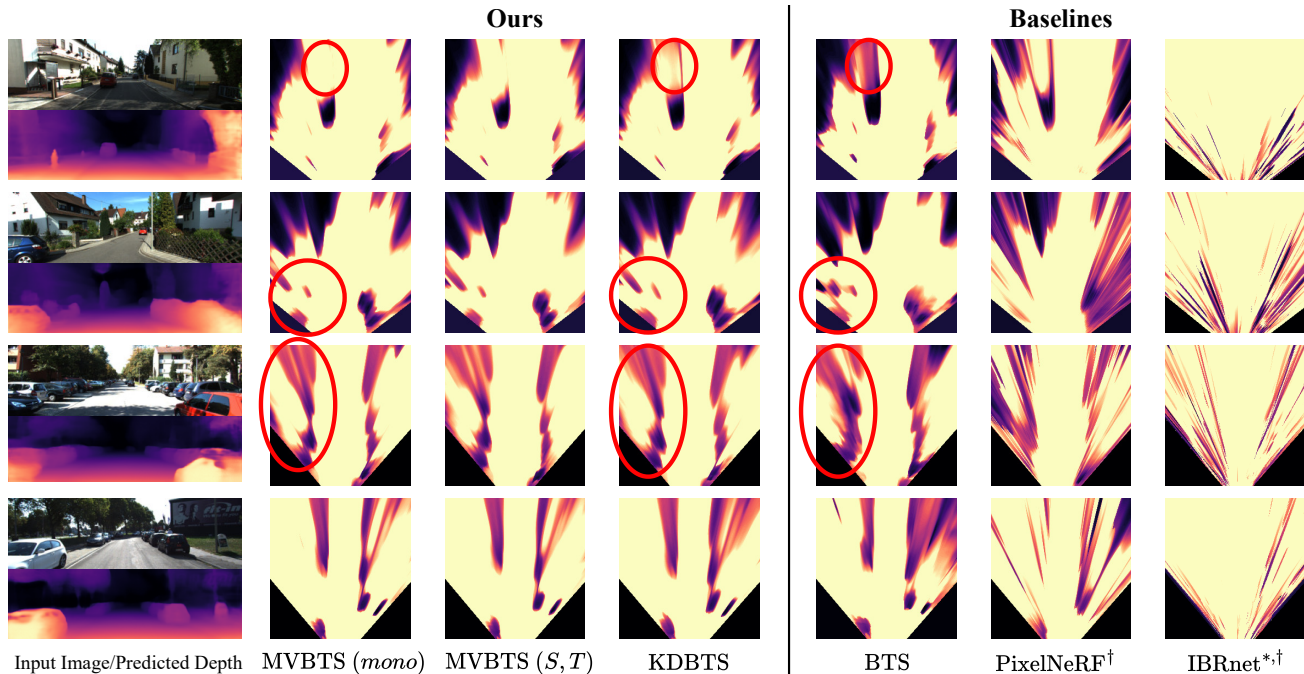 Ours
Baselines
Input Image/Predicted Depth
MVBTS (mono)
MVBTS (S, T)
KDBTS
BTS
PixelNeRF†
IBRnet*,†